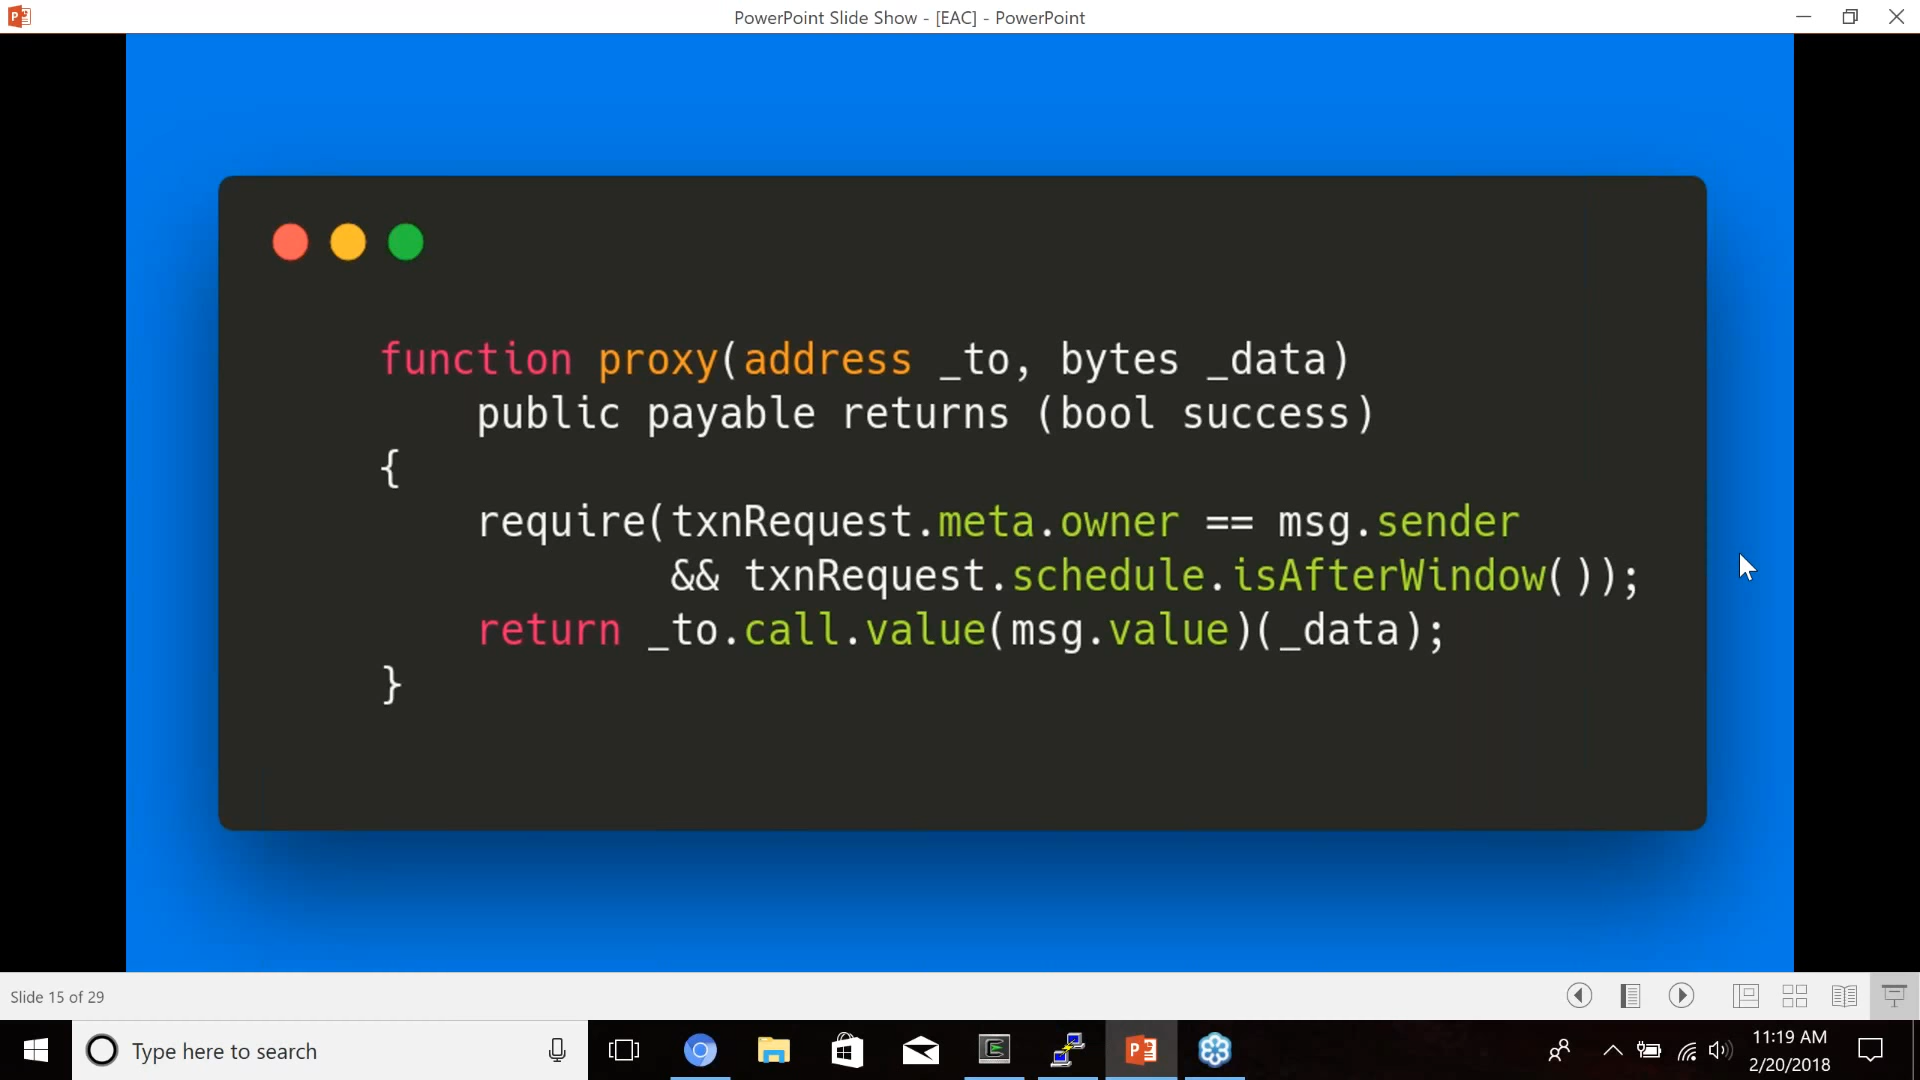 PowerPoint Slide Show - [EAC] - PowerPoint
function proxy(address _to, bytes _data)
public payable returns (bool success)
{
require(txnRequest.meta.owner == msg.sender
&& txnRequest.schedule.isAfterWindow());
return _to.call.value(msg.value)(_data);
}
Slide 15 of 29
Type here to search
11:19 AM
2/20/2018